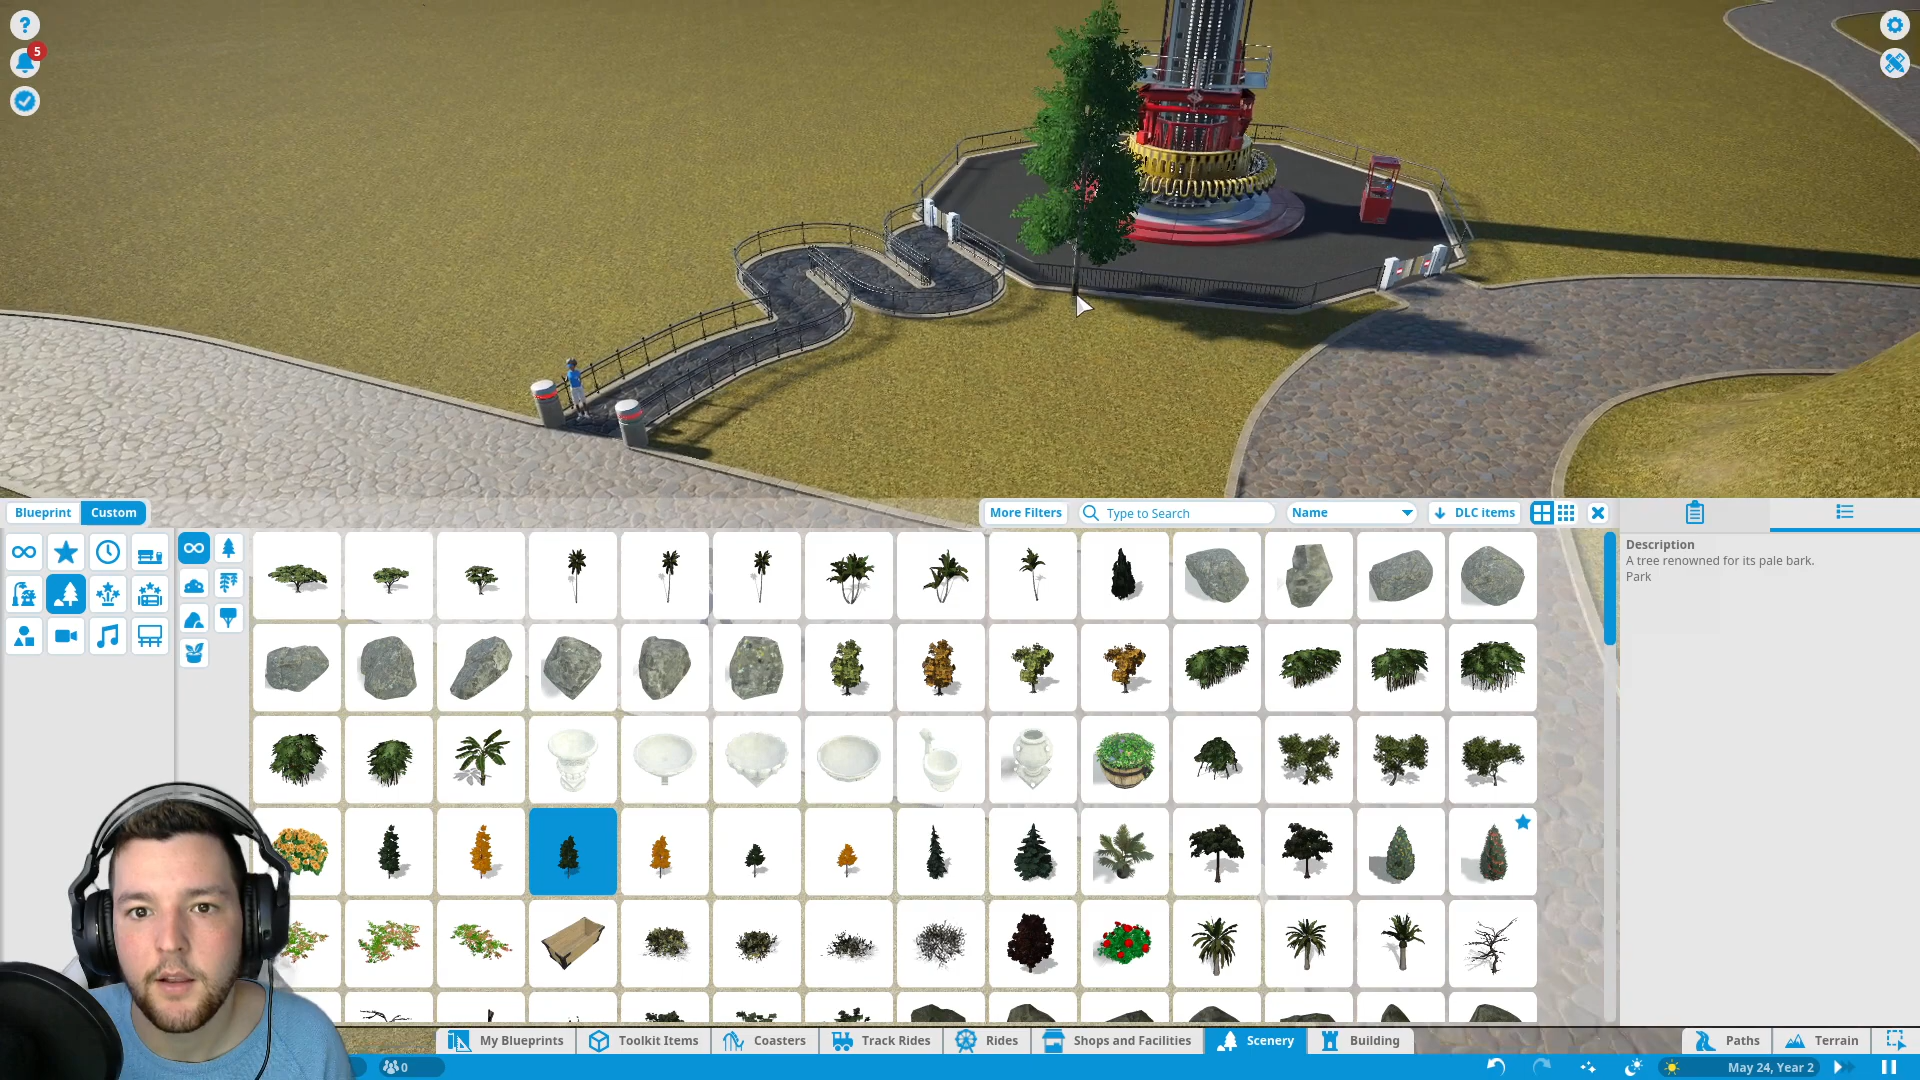 ?
5
Blueprint Custom
More Filters Type to Search Name DLC items
Description
A tree renowned for its pale bark.
Park
My Blueprints Toolkit Items Coasters Track Rides Rides Shops and Facilities Scenery Building Paths Terrain
0 May 24, Year 2